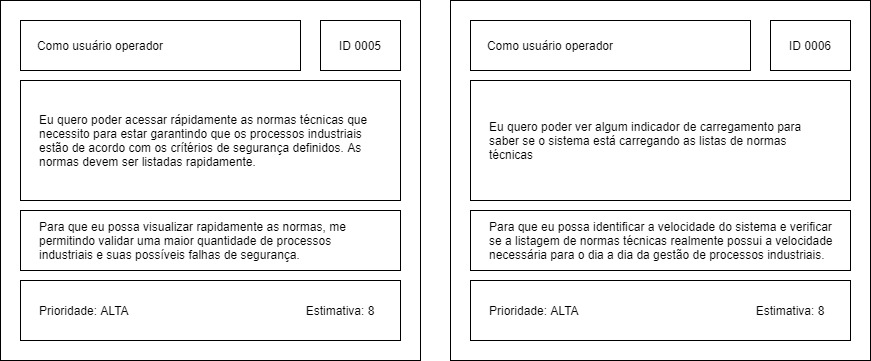 Como usuário operador
ID 0005
Eu quero poder acessar rápidamente as normas técnicas que
necessito para estar garantindo que os processos industriais
estão de acordo com os crítérios de segurança definidos. As
normas devem ser listadas rapidamente.
Para que eu possa visualizar rapidamente as normas, me
permitindo validar uma maior quantidade de processos
industriais e suas possíveis falhas de segurança.
Prioridade: ALTA
Estimativa: 8
Como usuário operador
ID 0006
Eu quero poder ver algum indicador de carregamento para
saber se o sistema está carregando as listas de normas
técnicas
Para que eu possa identificar a velocidade do sistema e verificar
se a listagem de normas técnicas realmente possui a velocidade
necessária para o dia a dia da gestão de processos industriais.
Prioridade: ALTA
Estimativa: 8